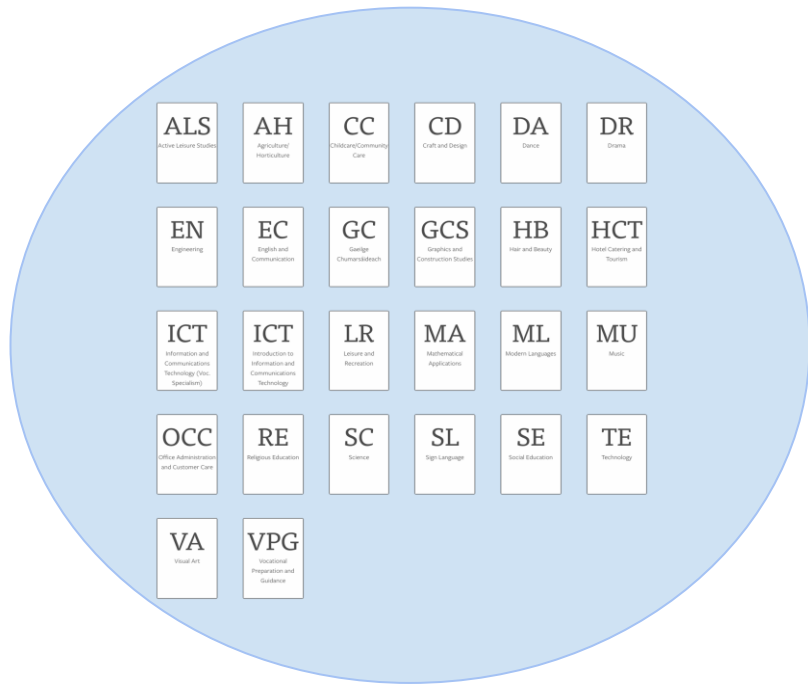 ALS
Active Leisure Studies
AH
Agriculture/
Horticulture
CC
Childcare/Community
Care
CD
Craft and Design
DA
Dance
DR
Drama
EN
Engineering
EC
English and
Communication
GC
Gaeilge
Chumarsáideach
GCS
Graphics and
Construction Studies
HB
Hair and Beauty
HCT
Hotel Catering and
Tourism
ICT
Information and
Communications
Technology (Voc.
Specialism)
ICT
Introduction to
Information and
Communications
Technology
LR
Leisure and
Recreation
MA
Mathematical
Applications
ML
Modern Languages
MU
Music
OCC
Office Administration
and Customer Care
RE
Religious Education
SC
Science
SL
Sign Language
SE
Social Education
TE
Technology
VA
Visual Art
VPG
Vocational
Preparation and
Guidance